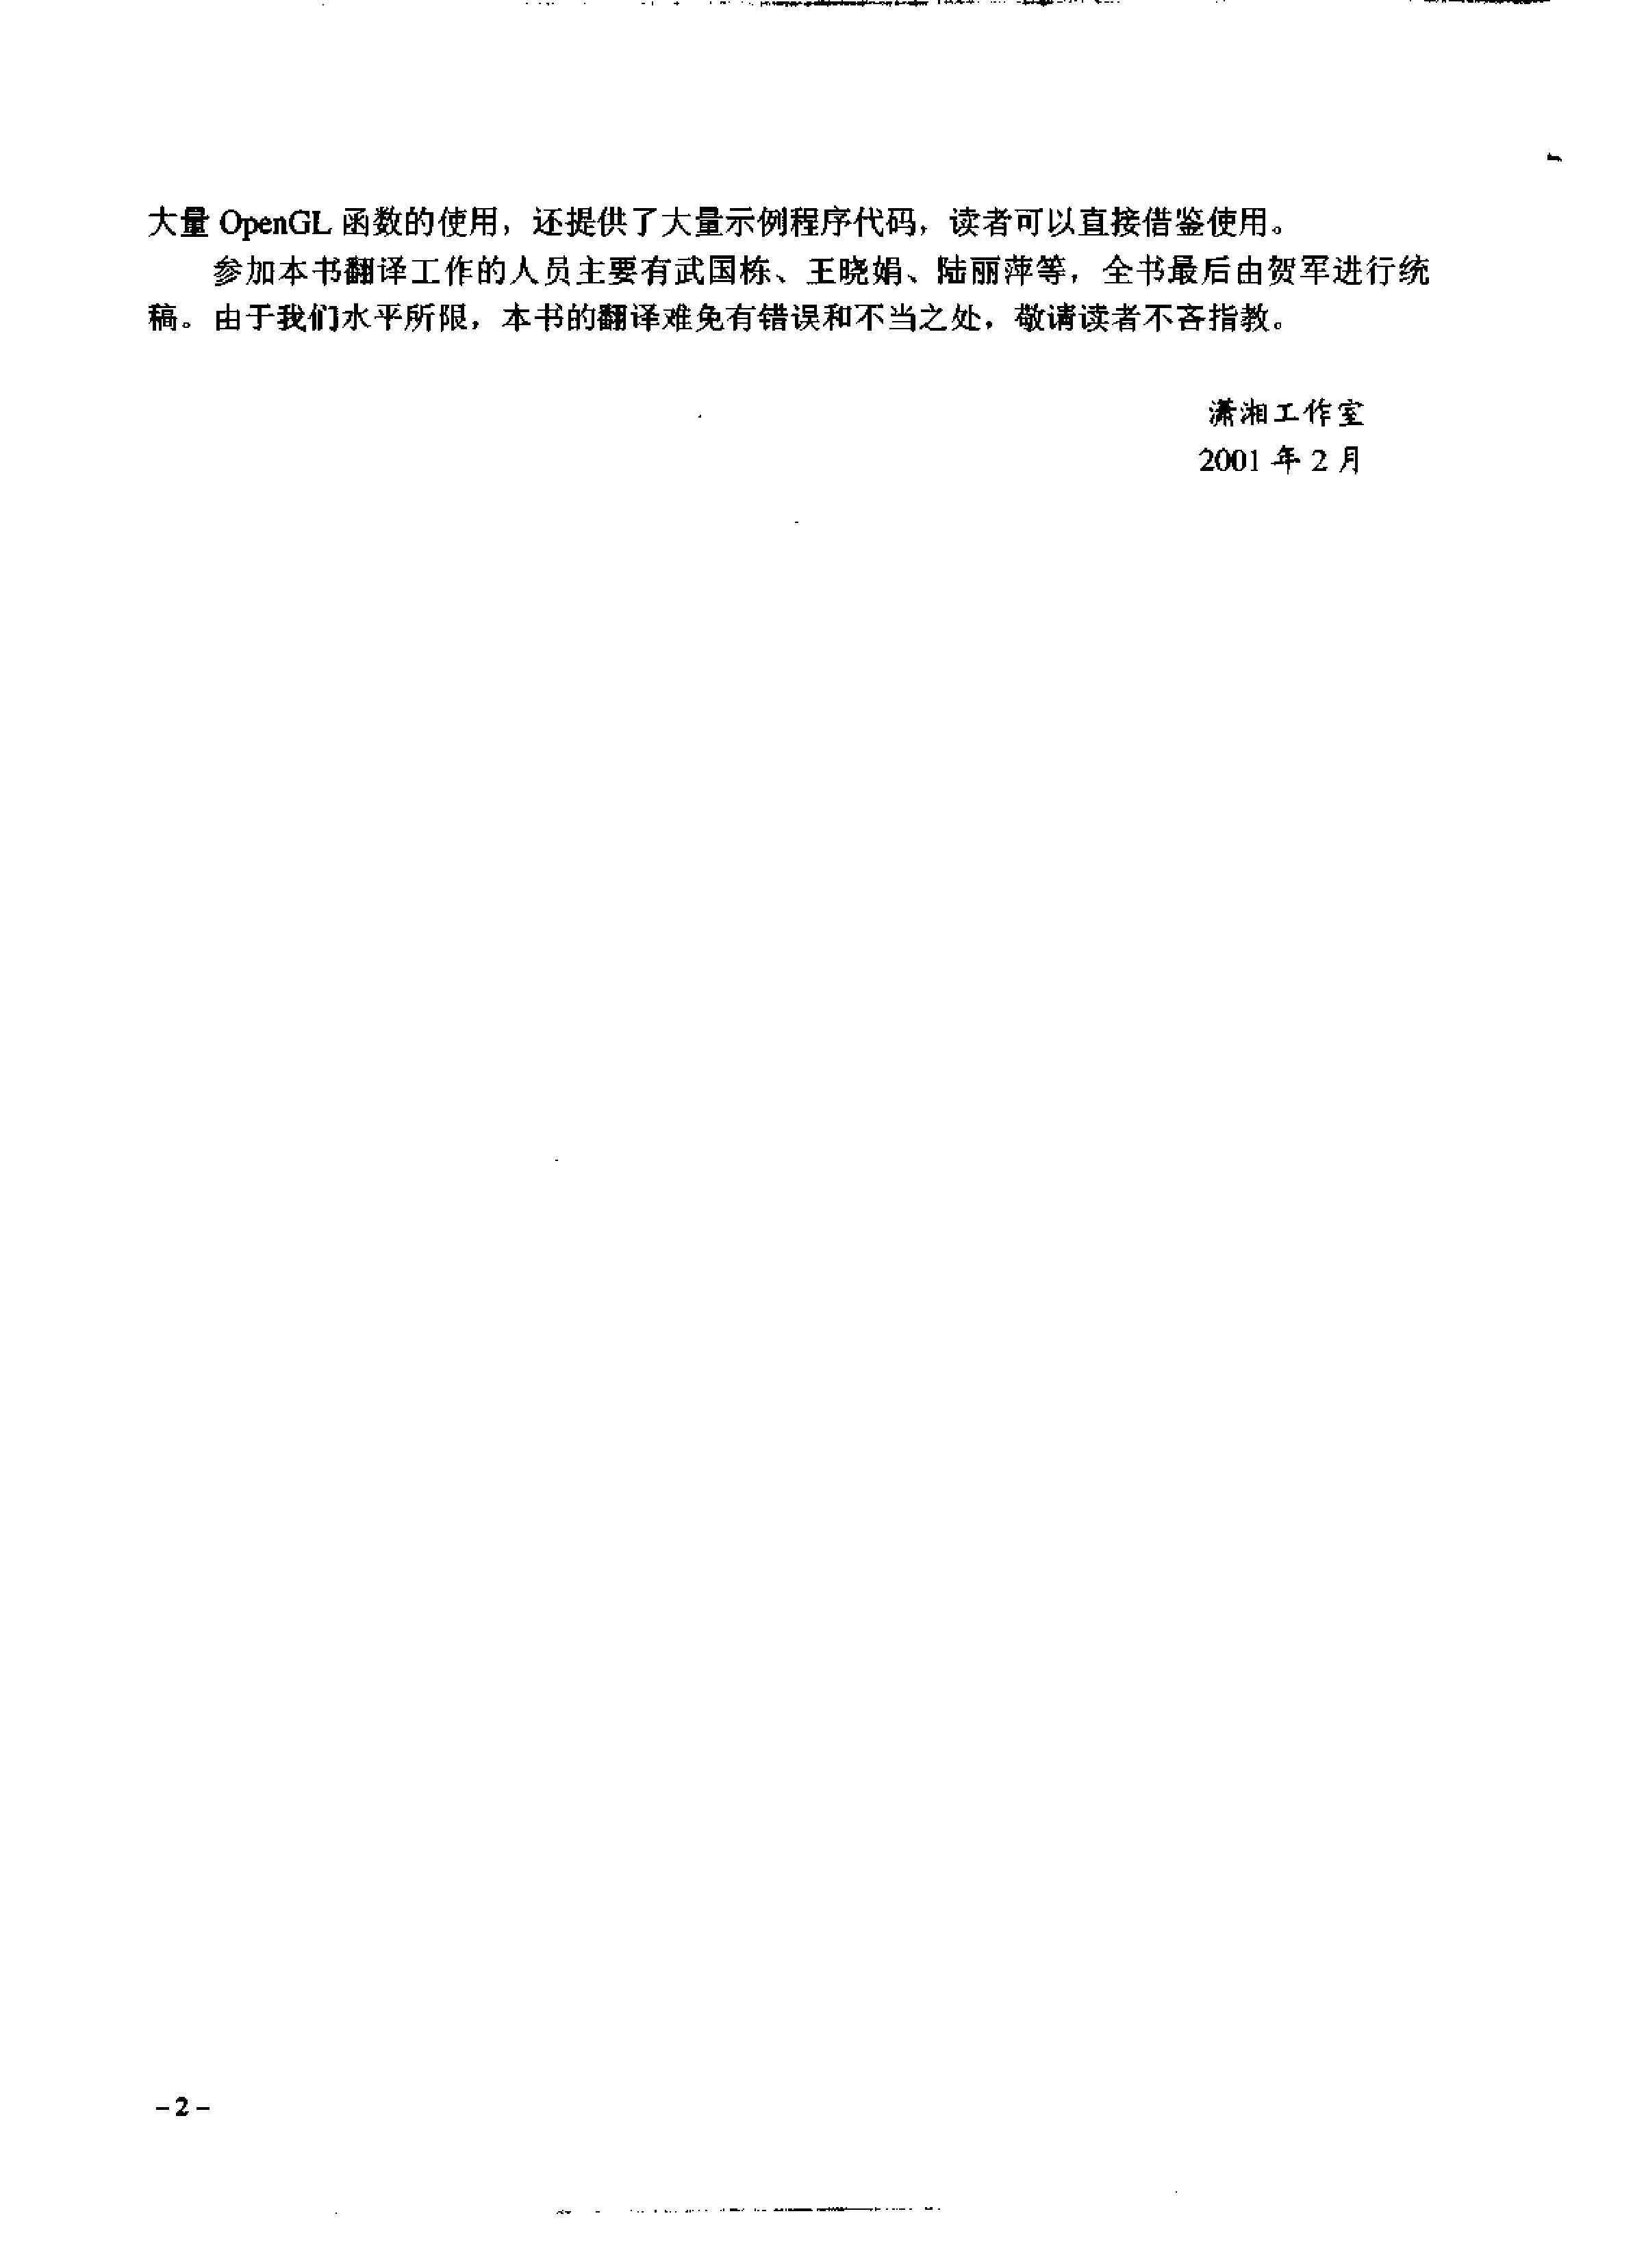 大量 OpenGL 函数的使用，还提供了大量示例程序代码，读者可以直接借鉴使用。
参加本书翻译工作的人员主要有武国栋、王晓娟、陆丽萍等，全书最后由贺军进行统
稿。由于我们水平所限，本书的翻译难免有错误和不当之处，敬请读者不吝指教。
潇湘工作室
2001 年 2 月
－2－